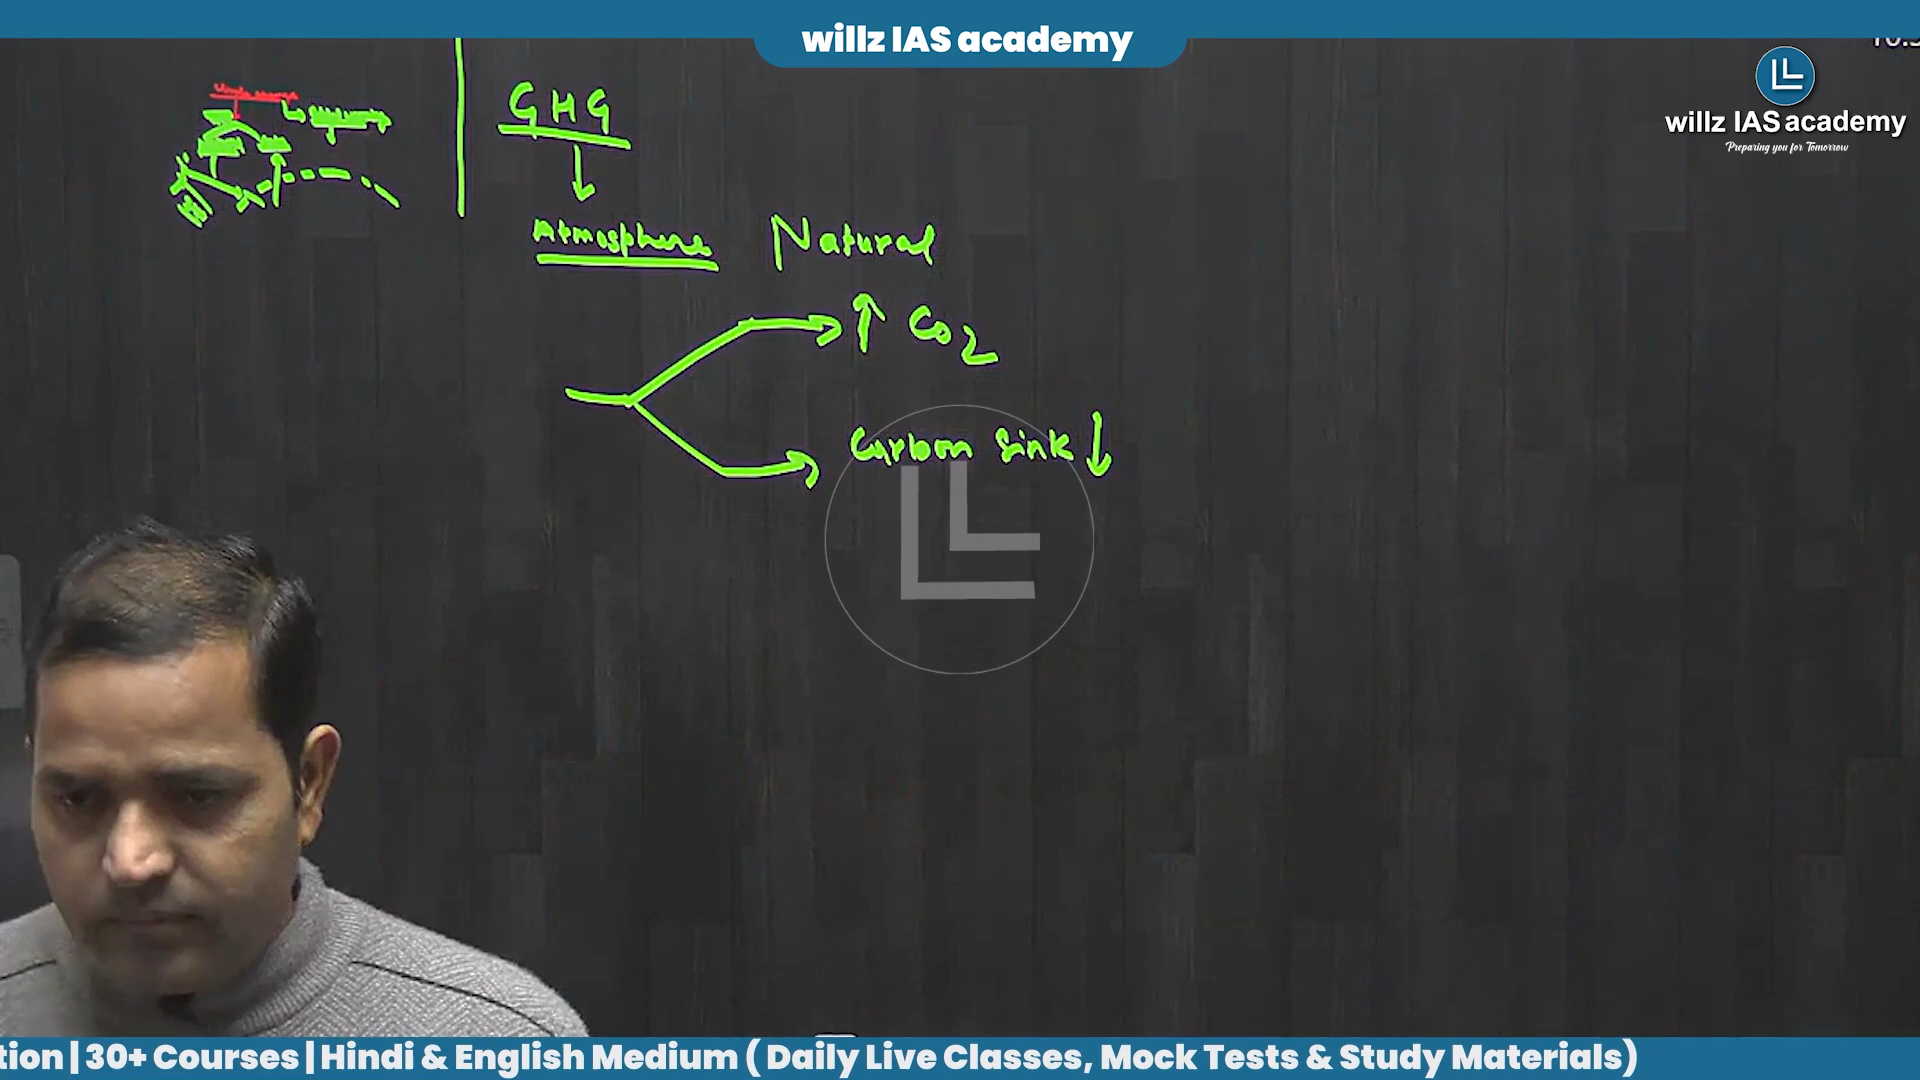 willz IAS academy
willz IAS academy
Preparing you for Tomorrow
GHG
Atmosphere Natural
↑ CO2
Carbon Sink ↓
tion | 30+ Courses | Hindi & English Medium ( Daily Live Classes, Mock Tests & Study Materials)